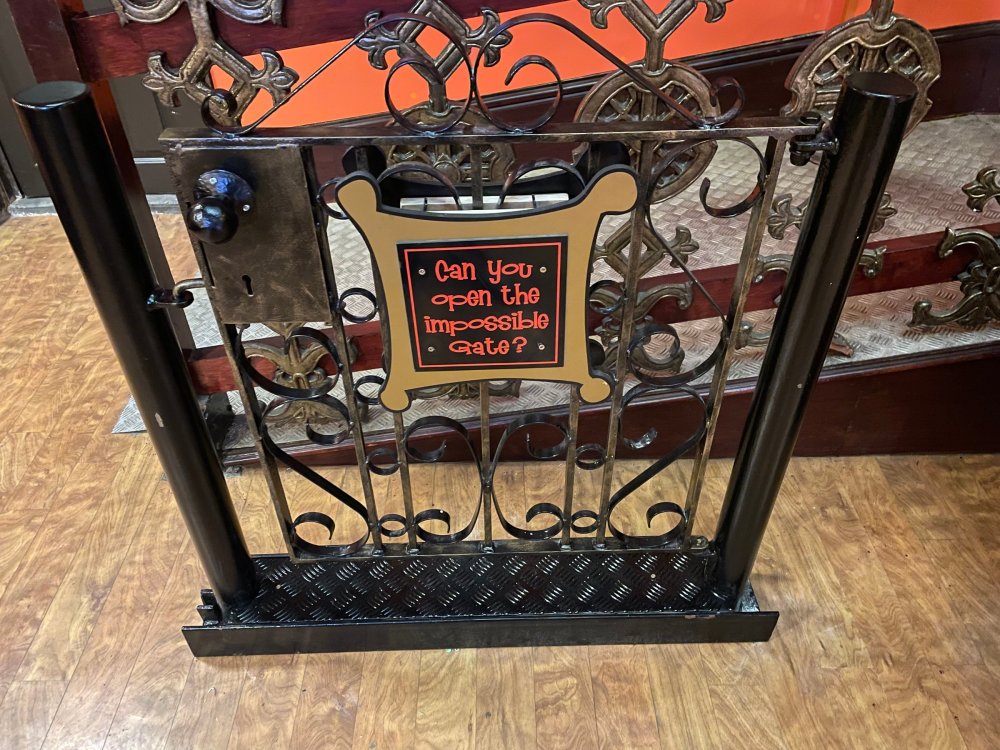 Can you
open the
impossible
Gate?